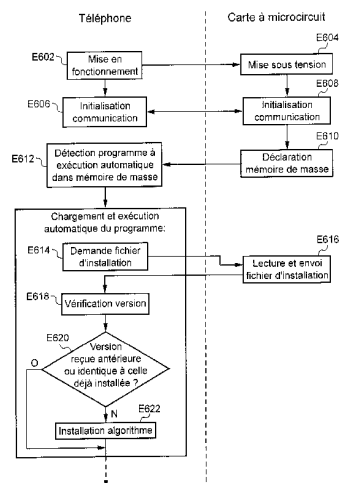 Téléphone
Carte à microcircuit
E602
Mise en
fonctionnement
E604
Mise sous tension
E606
Initialisation
communication
E608
Initialisation
communication
E610
Déclaration
mémoire de masse
E612
Détection programme à
exécution automatique
dans mémoire de masse
Chargement et exécution
automatique du programme:
E614
Demande fichier
d'installation
E616
Lecture et envoi
fichier d'installation
E618
Vérification version
E620
Version
reçue antérieure
ou identique à celle
déjà installée ?
O
N
E622
Installation algorithme